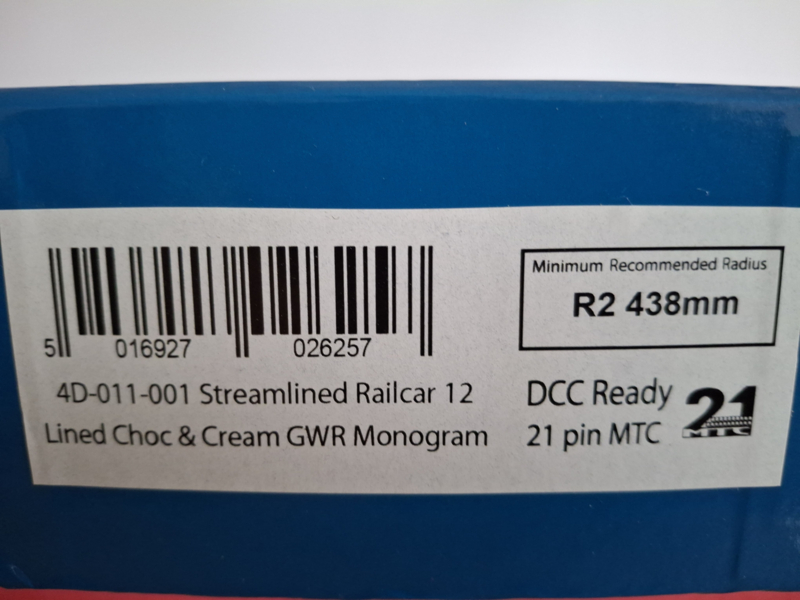 5 016927 026257
4D-011-001 Streamlined Railcar 12
Lined Choc & Cream GWR Monogram
Minimum Recommended Radius
R2 438mm
DCC Ready
21 pin MTC
21
MTC